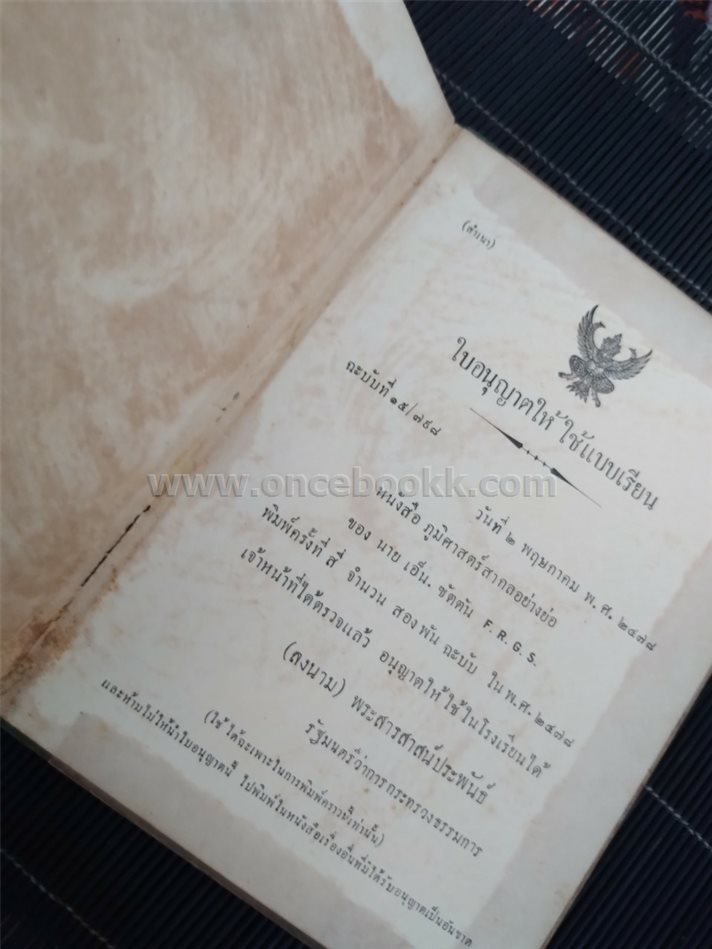 (สำเนา)
ใบอนุญาตให้ใช้แบบเรียน
ฉะบับที่ ๑๕/๗๙๘
วันที่ ๒ พฤษภาคม พ.ศ. ๒๔๗๘
หนังสือ ภูมิศาสตร์สากลอย่างย่อ
ของ นาย เอ็น. ซัตตัน F. R. G. S.
พิมพ์ครั้งที่ สี่ จำนวน สองพัน ฉะบับ ใน พ.ศ. ๒๔๗๘
เจ้าหน้าที่ได้ตรวจแล้ว อนุญาตให้ใช้ในโรงเรียนได้
(ลงนาม) พระสารสาสน์ประพันธ์
รัฐมนตรีว่าการกระทรวงธรรมการ
(ใช้ได้ฉะเพาะในการพิมพ์คราวนี้เท่านั้น)
และห้ามไม่ให้นำใบอนุญาตนี้ ไปพิมพ์ในหนังสือเรื่องอื่นที่มิได้รับอนุญาตเป็นอันขาด
www.oncebookk.com